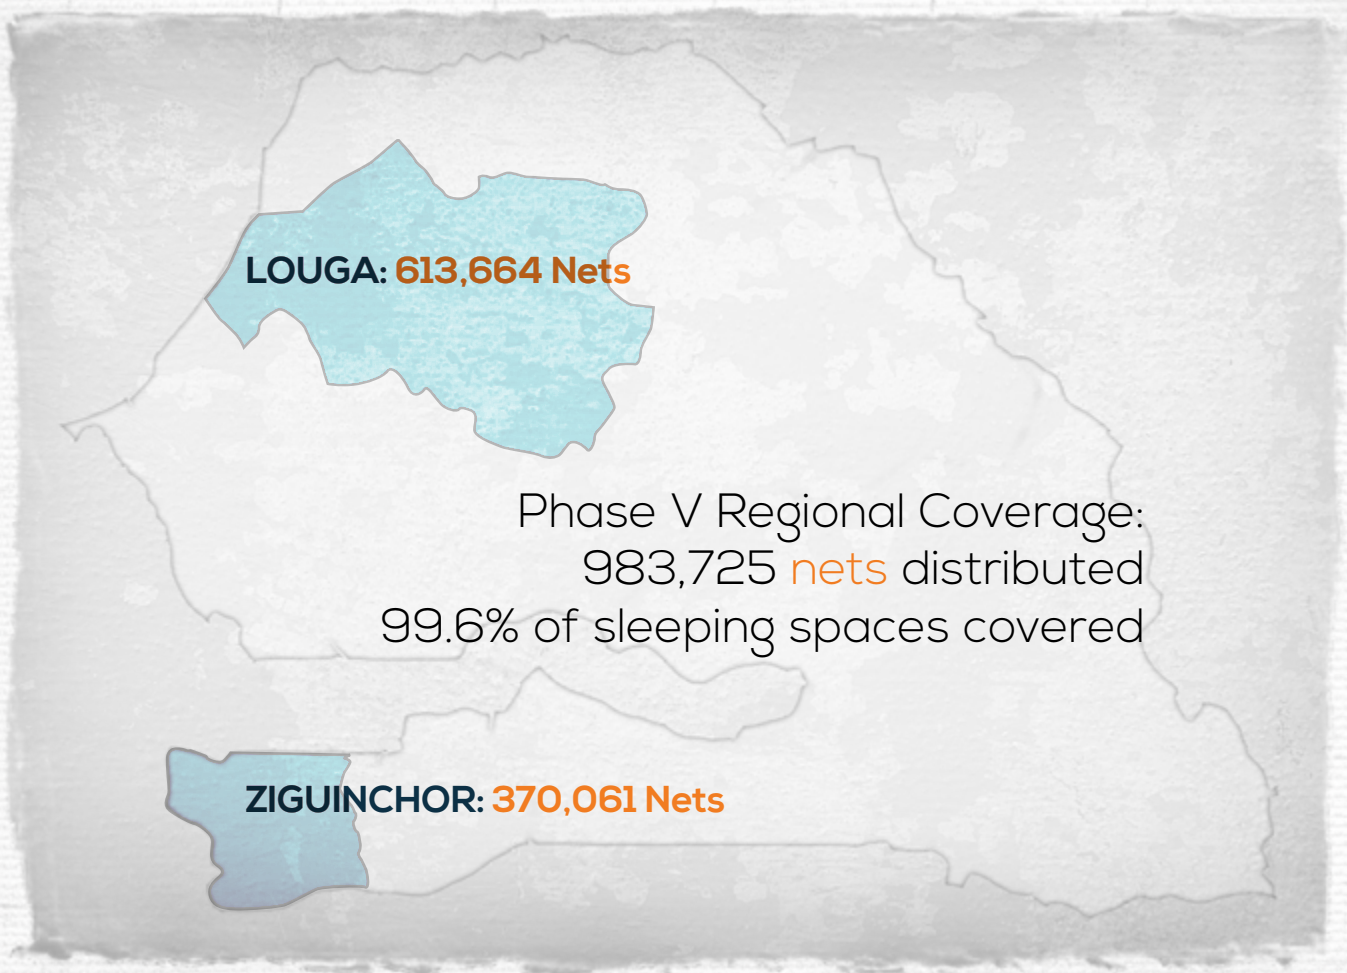 LOUGA: 613,664 Nets
Phase V Regional Coverage:
983,725 nets distributed
99.6% of sleeping spaces covered
ZIGUINCHOR: 370,061 Nets